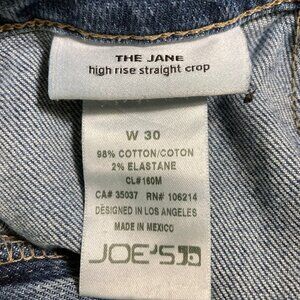 THE JANE
high rise straight crop
W 30
98% COTTON/COTON
2% ELASTANE
CL#160M
CA# 35037 RN# 106214
DESIGNED IN LOS ANGELES
MADE IN MEXICO
JOE'S